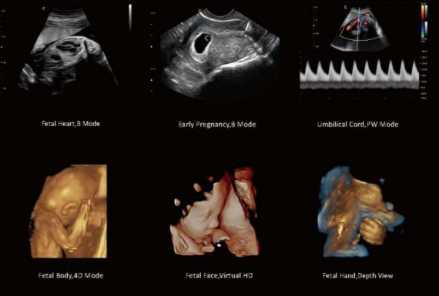 Fetal Heart,B Mode
Early Pregnancy,B Mode
Umbilical Cord,PW Mode
Fetal Body,4D Mode
Fetal Face,Virtual HD
Fetal Hand,Depth View